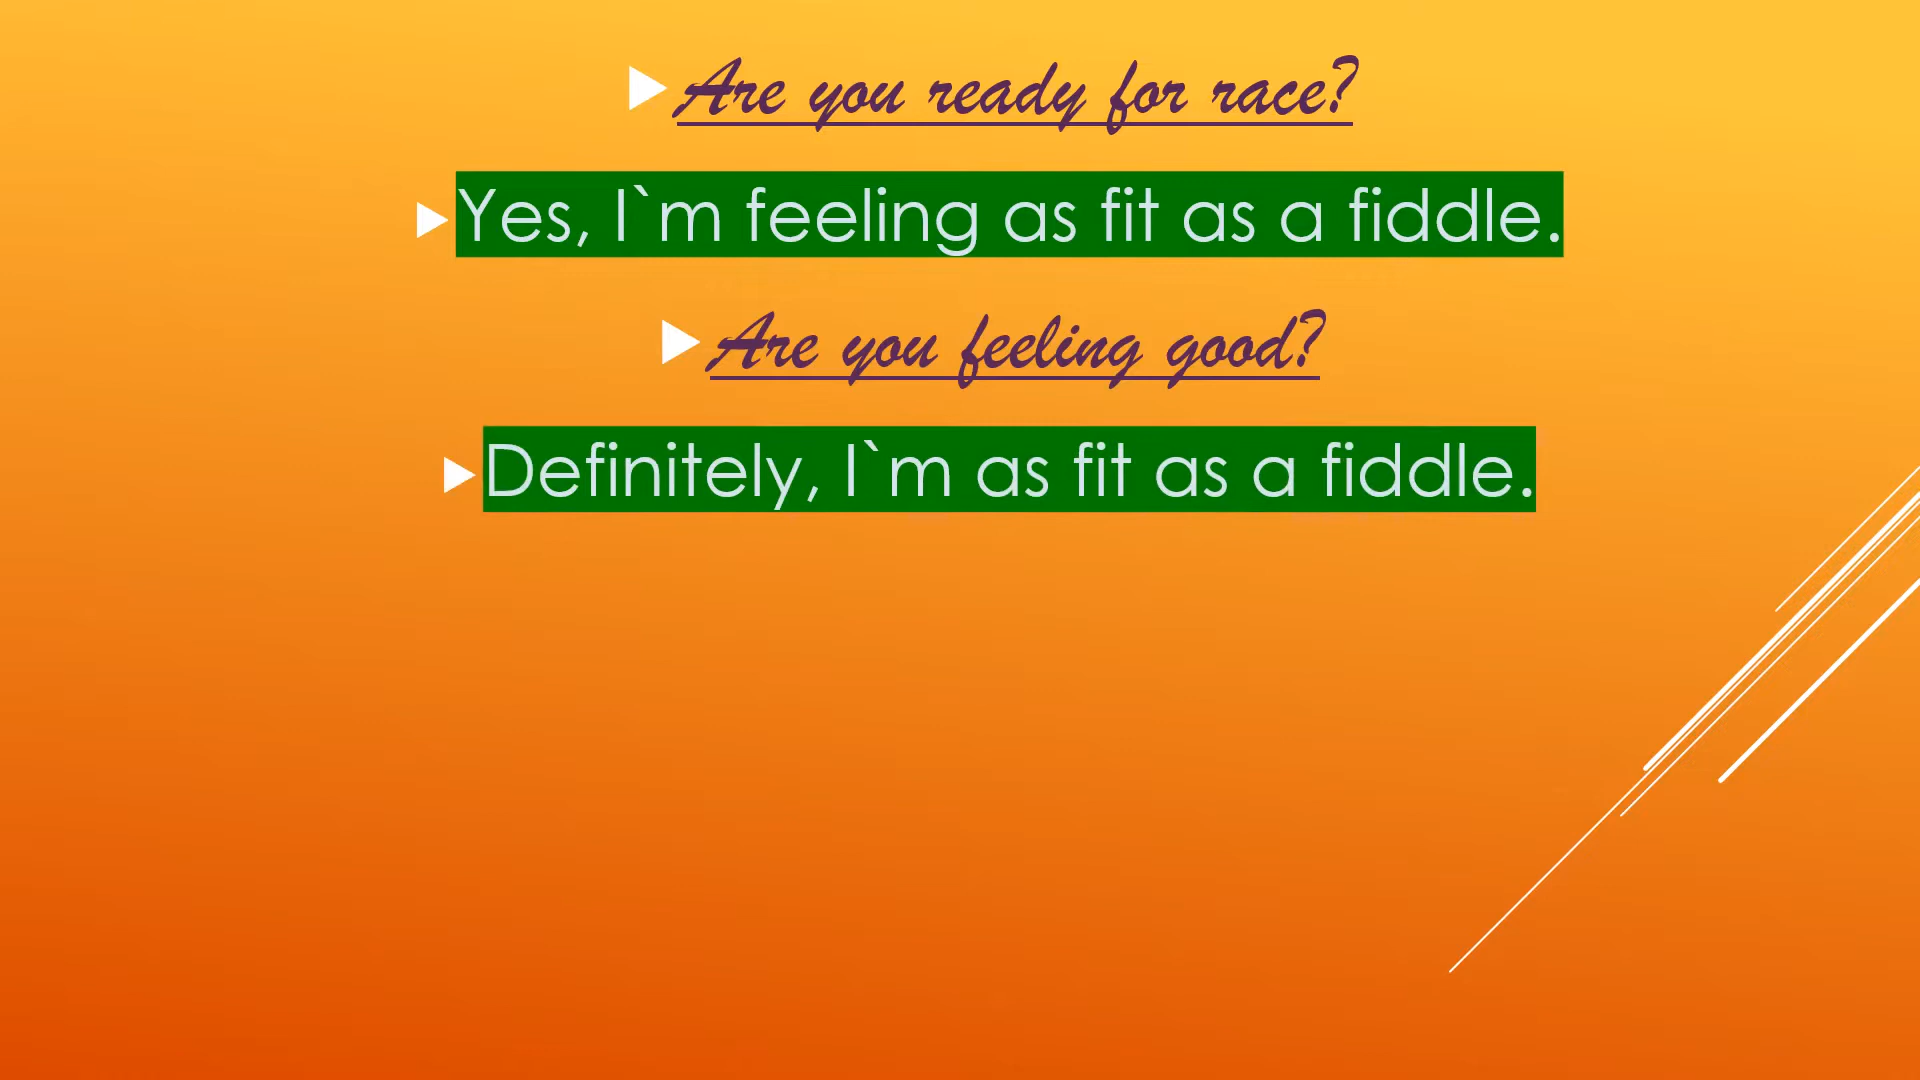 Are you ready for race?
Yes, I`m feeling as fit as a fiddle.
Are you feeling good?
Definitely, I`m as fit as a fiddle.